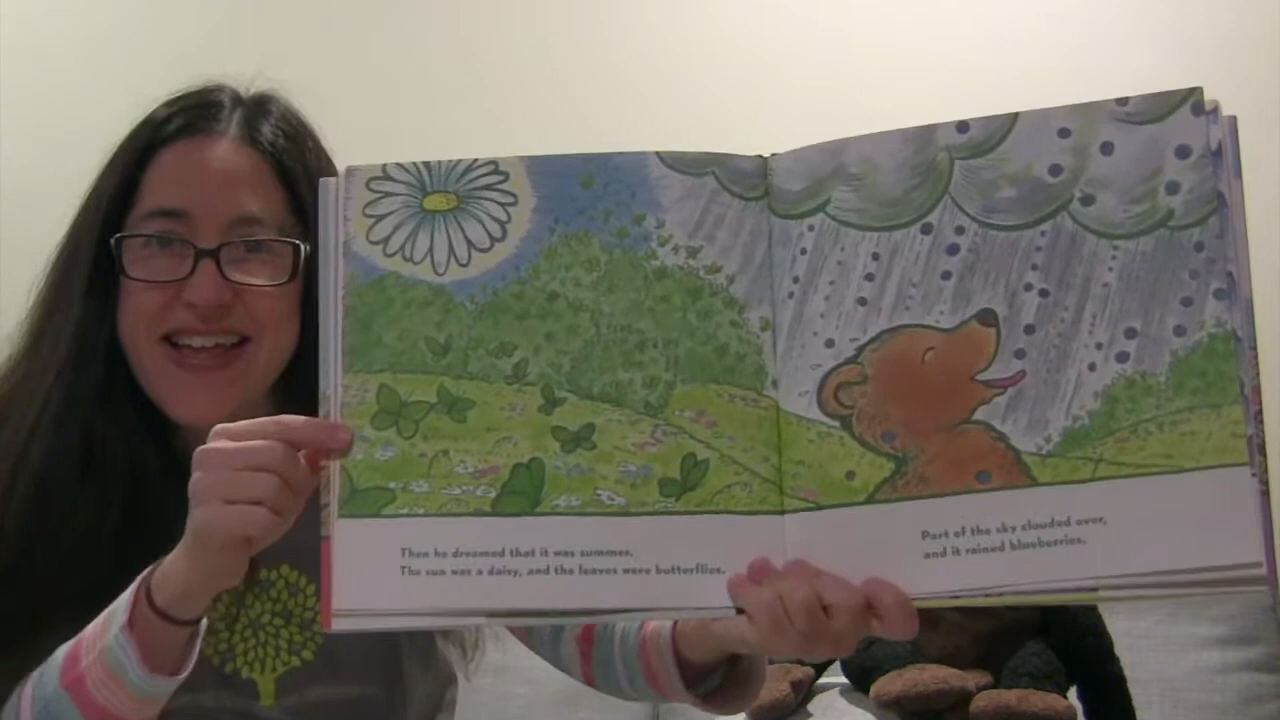 Then he dreamed that it was summer.
The sun was a daisy, and the leaves were butterflies.
Part of the sky clouded over,
and it rained blueberries.